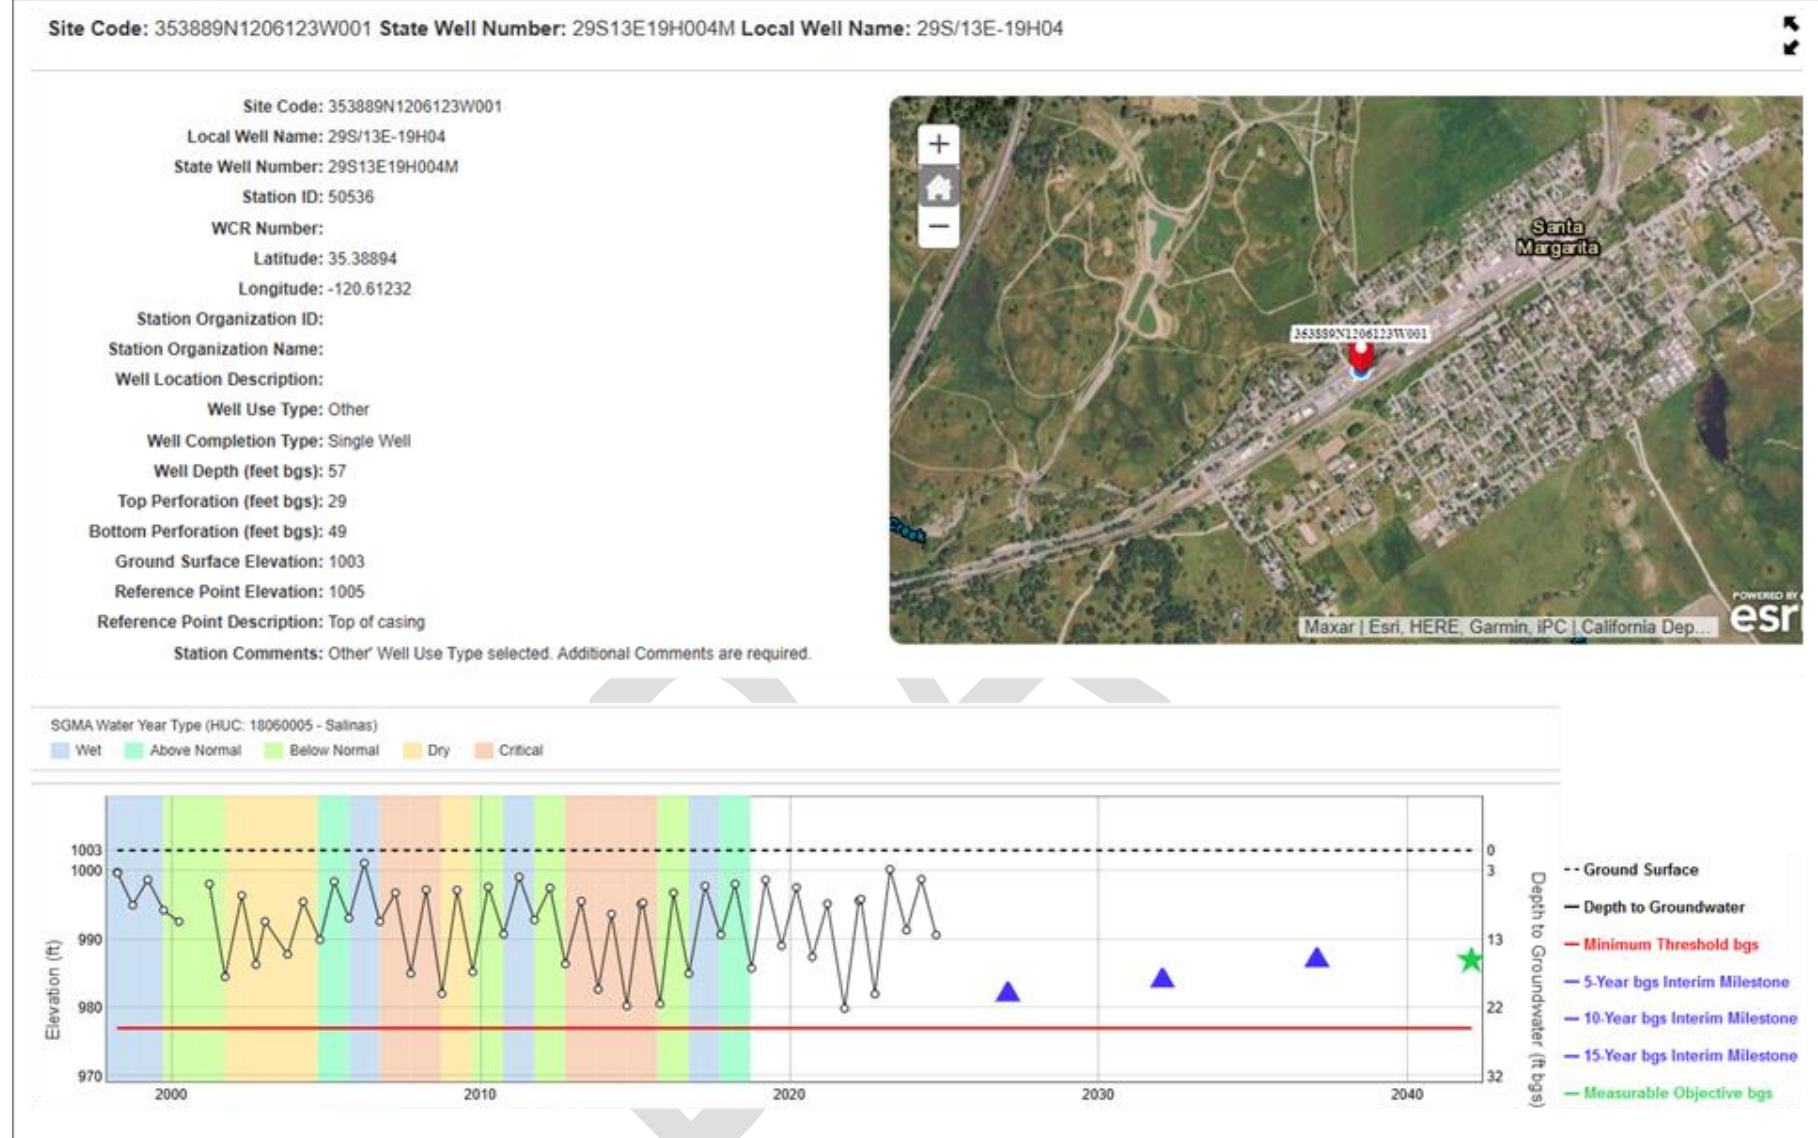 Site Code: 353889N1206123W001 State Well Number: 29S13E19H004M Local Well Name: 29S/13E-19H04
Site Code: 353889N1206123W001
Local Well Name: 29S/13E-19H04
State Well Number: 29S13E19H004M
Station ID: 50536
WCR Number:
Latitude: 35.38894
Longitude: -120.61232
Station Organization ID:
Station Organization Name:
Well Location Description:
Well Use Type: Other
Well Completion Type: Single Well
Well Depth (feet bgs): 57
Top Perforation (feet bgs): 29
Bottom Perforation (feet bgs): 49
Ground Surface Elevation: 1003
Reference Point Elevation: 1005
Reference Point Description: Top of casing
Station Comments: Other' Well Use Type selected. Additional Comments are required.
+
−
Santa
Margarita
353889N1206123W001
Creek
POWERED BY
esri
Maxar | Esri, HERE, Garmin, iPC | California Dep...
SGMA Water Year Type (HUC: 18060005 - Salinas)
Wet Above Normal Below Normal Dry Critical
Elevation (ft)
1003
1000
990
980
970
2000 2010 2020 2030 2040
0
3
13
22
32
Depth to Groundwater (ft bgs)
Ground Surface
Depth to Groundwater
Minimum Threshold bgs
5-Year bgs Interim Milestone
10-Year bgs Interim Milestone
15-Year bgs Interim Milestone
Measurable Objective bgs